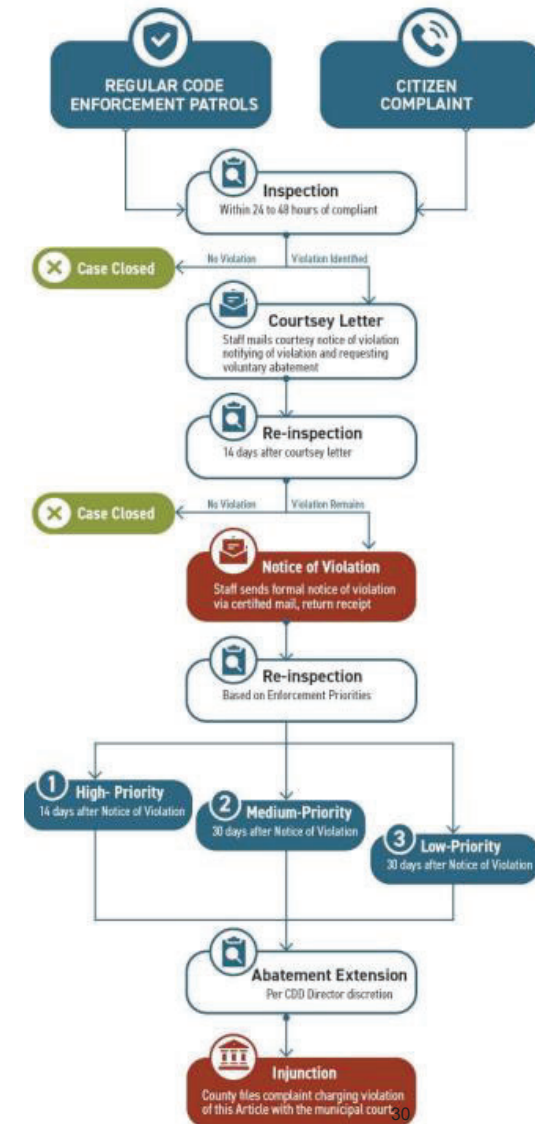 REGULAR CODE
ENFORCEMENT PATROLS
CITIZEN
COMPLAINT
Inspection
Within 24 to 48 hours of compliant
No Violation
Violation Identified
Case Closed
Courtsey Letter
Staff mails courtesy notice of violation
notifying of violation and requesting
voluntary abatement
Re-inspection
14 days after courtsey letter
No Violation
Violation Remains
Case Closed
Notice of Violation
Staff sends formal notice of violation
via certified mail, return receipt
Re-inspection
Based on Enforcement Priorities
1 High- Priority
14 days after Notice of Violation
2 Medium-Priority
30 days after Notice of Violation
3 Low-Priority
30 days after Notice of Violation
Abatement Extension
Per CDD Director discretion
Injunction
County files complaint charging violation
of this Article with the municipal court
30